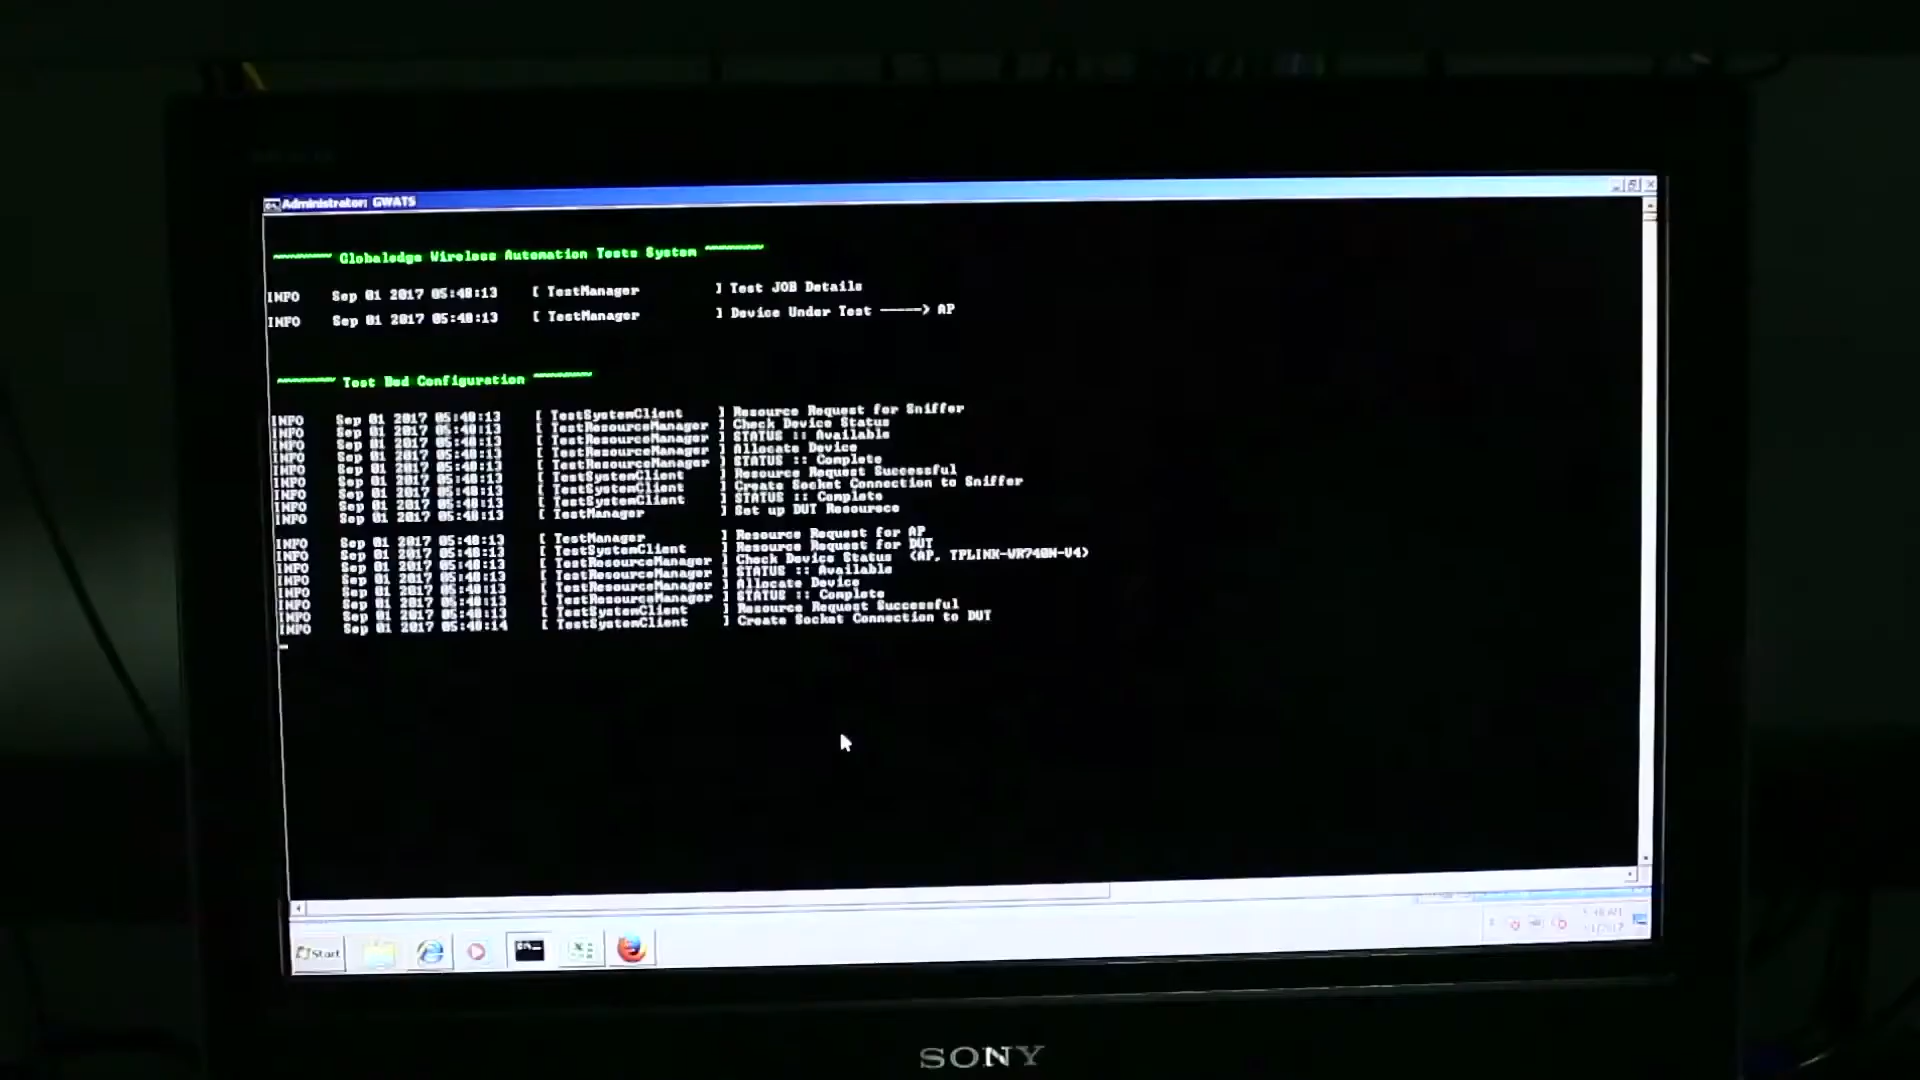 Administrator: GWATS
~~~~~~~ Globaledge Wireless Automation Tests System ~~~~~~~
INFO Sep 01 2017 05:48:13 [ TestManager ] Test JOB Details
INFO Sep 01 2017 05:48:13 [ TestManager ] Device Under Test -----> AP
~~~~~~~ Test Bed Configuration ~~~~~~~
INFO Sep 01 2017 05:48:13 [ TestSystemClient ] Resource Request for Sniffer
INFO Sep 01 2017 05:48:13 [ TestResourceManager ] Check Device Status
INFO Sep 01 2017 05:48:13 [ TestResourceManager ] STATUS :: Available
INFO Sep 01 2017 05:48:13 [ TestResourceManager ] Allocate Device
INFO Sep 01 2017 05:48:13 [ TestResourceManager ] STATUS :: Complete
INFO Sep 01 2017 05:48:13 [ TestSystemClient ] Resource Request Successful
INFO Sep 01 2017 05:48:13 [ TestSystemClient ] Create Socket Connection to Sniffer
INFO Sep 01 2017 05:48:13 [ TestSystemClient ] STATUS :: Complete
INFO Sep 01 2017 05:48:13 [ TestManager ] Set up DUT Resources
INFO Sep 01 2017 05:48:13 [ TestManager ] Resource Request for AP
INFO Sep 01 2017 05:48:13 [ TestSystemClient ] Resource Request for DUT
INFO Sep 01 2017 05:48:13 [ TestResourceManager ] Check Device Status (AP, TPLINK-WR740N-V4)
INFO Sep 01 2017 05:48:13 [ TestResourceManager ] STATUS :: Available
INFO Sep 01 2017 05:48:13 [ TestResourceManager ] Allocate Device
INFO Sep 01 2017 05:48:13 [ TestResourceManager ] STATUS :: Complete
INFO Sep 01 2017 05:48:13 [ TestSystemClient ] Resource Request Successful
INFO Sep 01 2017 05:48:14 [ TestSystemClient ] Create Socket Connection to DUT
Start
SONY